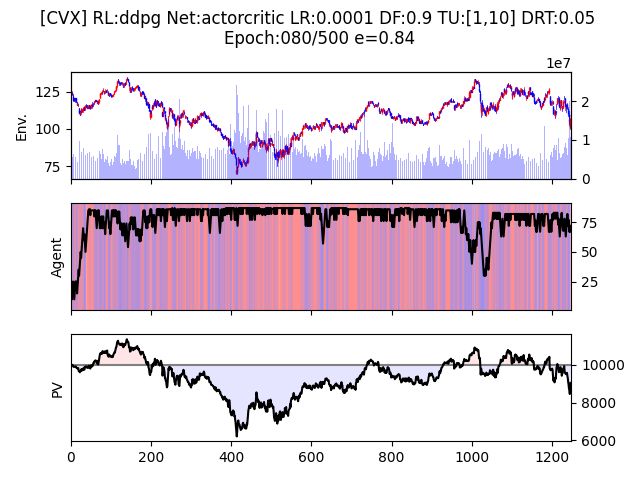 [CVX] RL:ddpg Net:actorcritic LR:0.0001 DF:0.9 TU:[1,10] DRT:0.05
Epoch:080/500 e=0.84
1e7
125
100
75
Env.
2
1
0
Agent
75
50
25
PV
10000
8000
6000
0 200 400 600 800 1000 1200